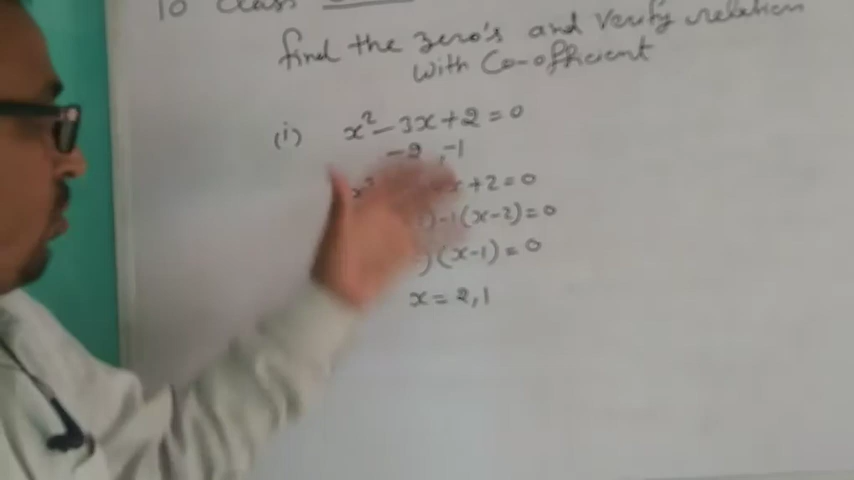 10 Class
find the zero's and Verify relation
with Co-officient
(i) x² - 3x + 2 = 0
-2, -1
x² x + 2 = 0
) - 1(x - 2) = 0
) (x - 1) = 0
x = 2, 1